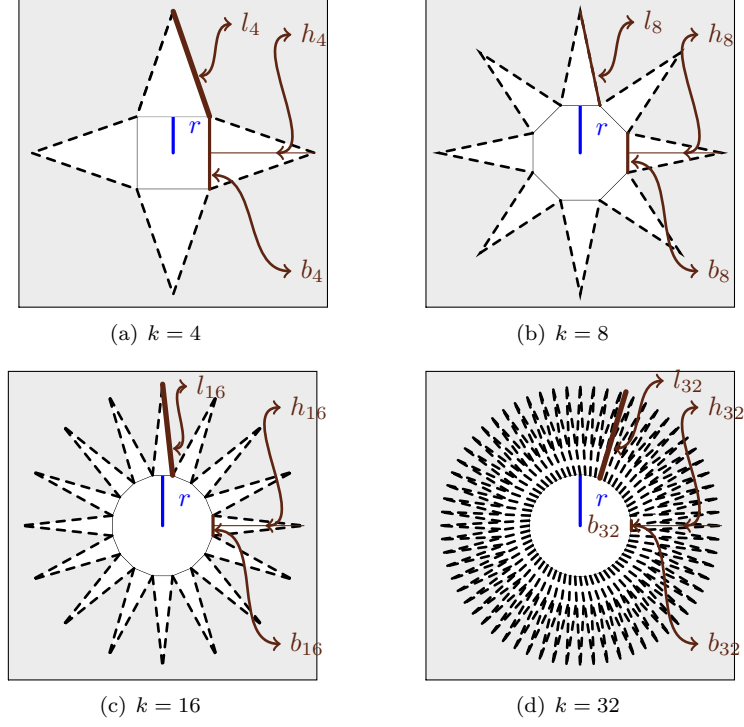 l₄
h₄
r
b₄
(a) k = 4
l₈
h₈
r
b₈
(b) k = 8
l₁₆
h₁₆
r
b₁₆
(c) k = 16
l₃₂
h₃₂
r
b₃₂
b₃₂
(d) k = 32